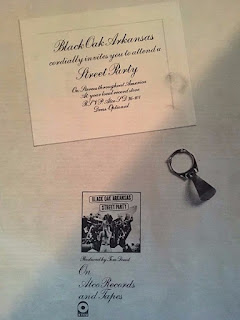 Black Oak Arkansas
cordially invites you to attend a
Street Party
On Stereos throughout America
At your local record store
R.S.V.P. Atco SD 36-101
Dress Optional
BLACK OAK ARKANSAS
STREET PARTY
Produced by Tom Dowd
On
Atco Records
and Tapes